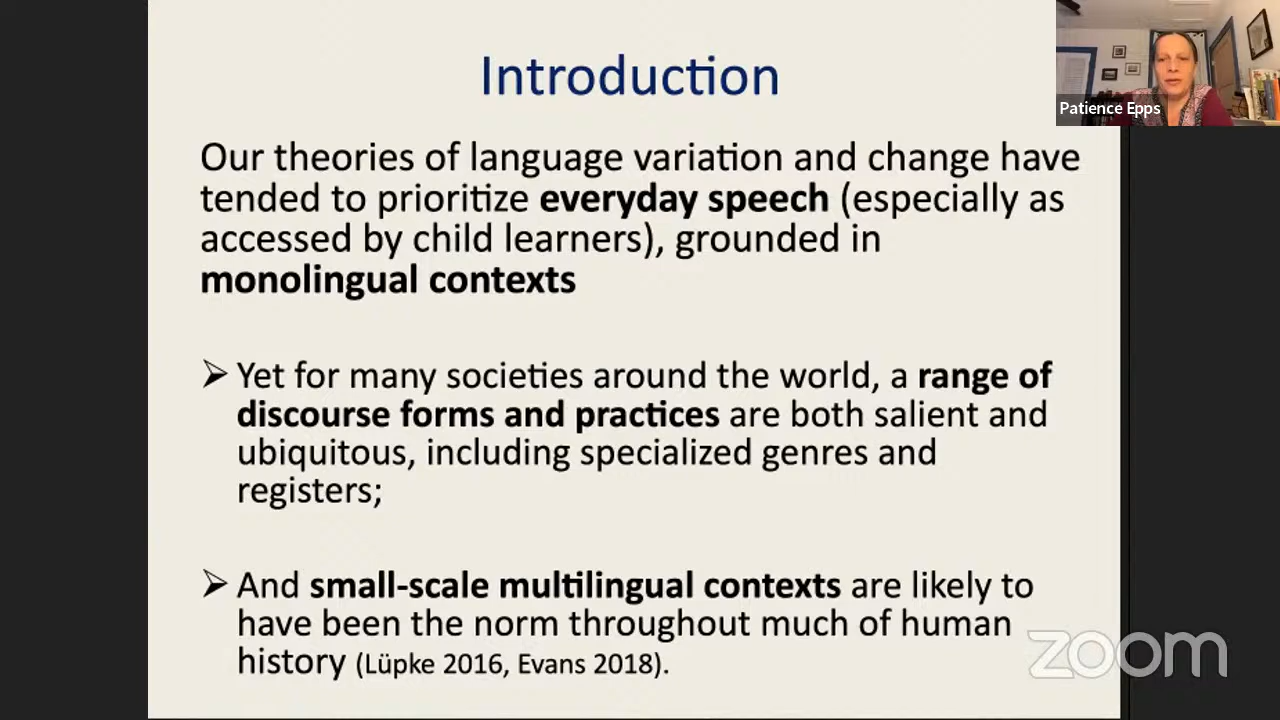 Introduction
Patience Epps
Our theories of language variation and change have
tended to prioritize everyday speech (especially as
accessed by child learners), grounded in
monolingual contexts
➢ Yet for many societies around the world, a range of
discourse forms and practices are both salient and
ubiquitous, including specialized genres and
registers;
➢ And small-scale multilingual contexts are likely to
have been the norm throughout much of human
history (Lüpke 2016, Evans 2018).
zoom